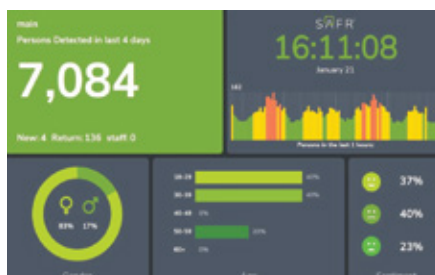 main
Persons Detected in last 4 days
7,084
New: 4 Return: 136 staff 0
SAFR
16:11:08
January 21
162
Persons in the last 1 hours
83% 17%
Gender
18-29 40%
30-39 40%
40-49 0%
50-59 20%
60+ 0%
Age
37%
40%
23%
Sentiment